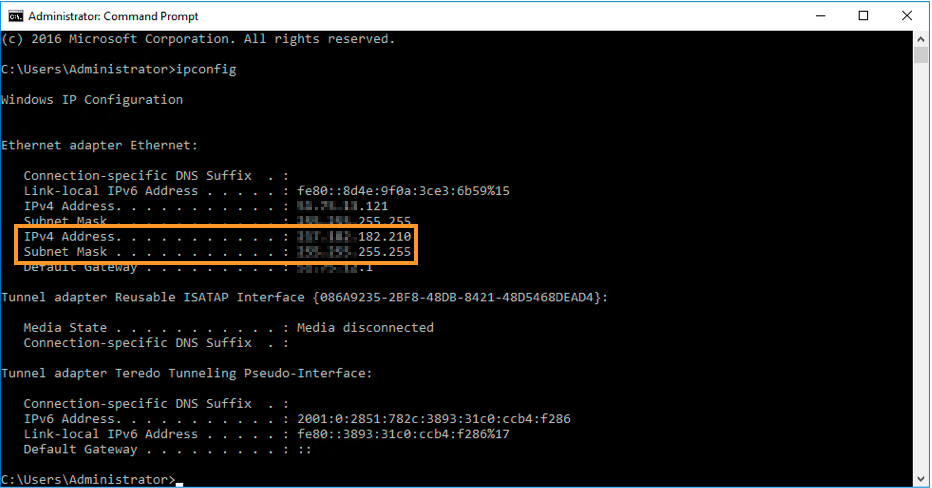 Administrator: Command Prompt
(c) 2016 Microsoft Corporation. All rights reserved.
C:\Users\Administrator>ipconfig
Windows IP Configuration
Ethernet adapter Ethernet:
Connection-specific DNS Suffix . :
Link-local IPv6 Address . . . . . : fe80::8d4e:9f0a:3ce3:6b59%15
IPv4 Address. . . . . . . . . . . : .121
Subnet Mask . . . . . . . . . . . : .255.255
IPv4 Address. . . . . . . . . . . : .182.210
Subnet Mask . . . . . . . . . . . : .255.255
Default Gateway . . . . . . . . . : .1
Tunnel adapter Reusable ISATAP Interface {086A9235-2BF8-48DB-8421-48D5468DEAD4}:
Media State . . . . . . . . . . . : Media disconnected
Connection-specific DNS Suffix . :
Tunnel adapter Teredo Tunneling Pseudo-Interface:
Connection-specific DNS Suffix . :
IPv6 Address. . . . . . . . . . . : 2001:0:2851:782c:3893:31c0:ccb4:f286
Link-local IPv6 Address . . . . . : fe80::3893:31c0:ccb4:f286%17
Default Gateway . . . . . . . . . : ::
C:\Users\Administrator>